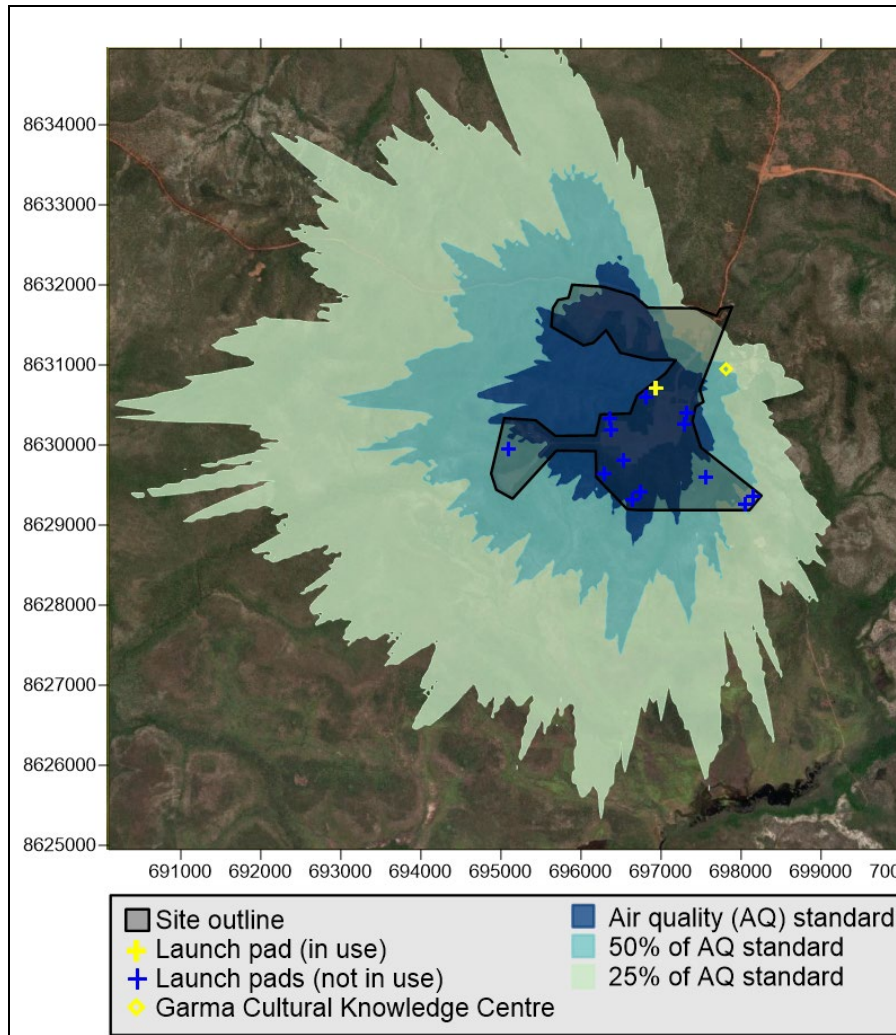 8634000
8633000
8632000
8631000
8630000
8629000
8628000
8627000
8626000
8625000
691000 692000 693000 694000 695000 696000 697000 698000 699000 700
Site outline
Launch pad (in use)
Launch pads (not in use)
Garma Cultural Knowledge Centre
Air quality (AQ) standard
50% of AQ standard
25% of AQ standard